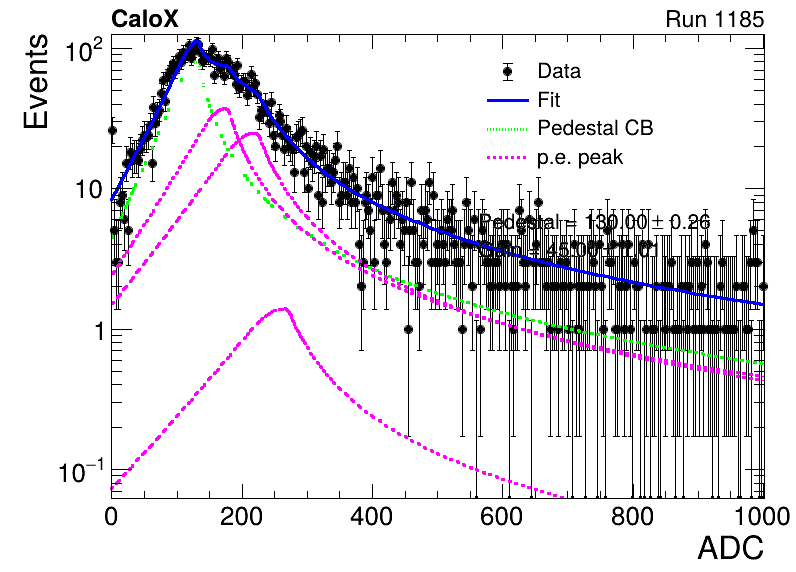 CaloX Run 1185
Events
10²
10
1
10⁻¹
Data
Fit
Pedestal CB
p.e. peak
Pedestal = 130.00 ± 0.26
0 200 400 600 800 1000
ADC